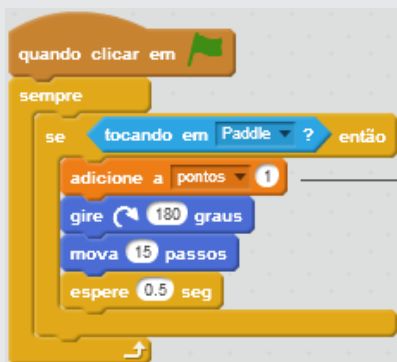 quando clicar em
sempre
se tocando em Paddle ? então
adicione a pontos 1
gire 180 graus
mova 15 passos
espere 0.5 seg